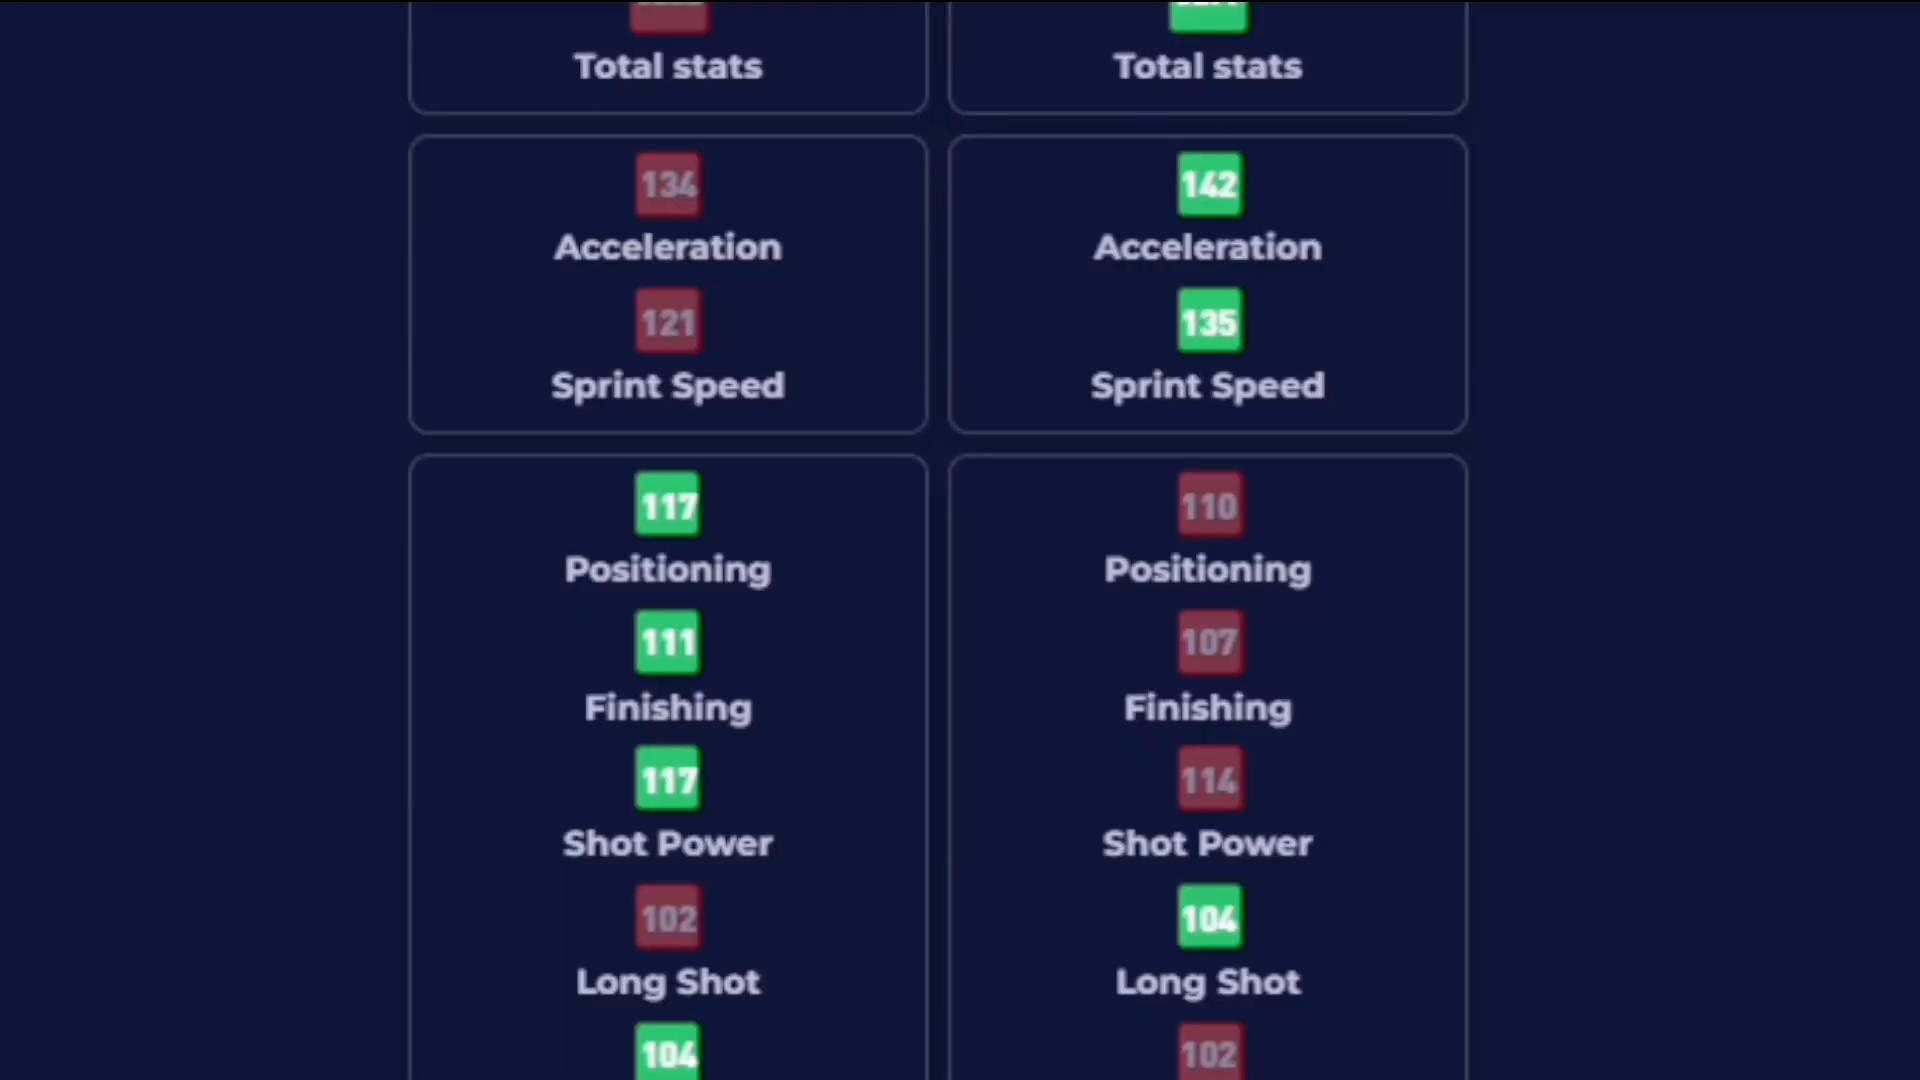 Total stats Total stats
134 142
Acceleration Acceleration
121 135
Sprint Speed Sprint Speed
117 110
Positioning Positioning
111 107
Finishing Finishing
117 114
Shot Power Shot Power
102 104
Long Shot Long Shot
104 102